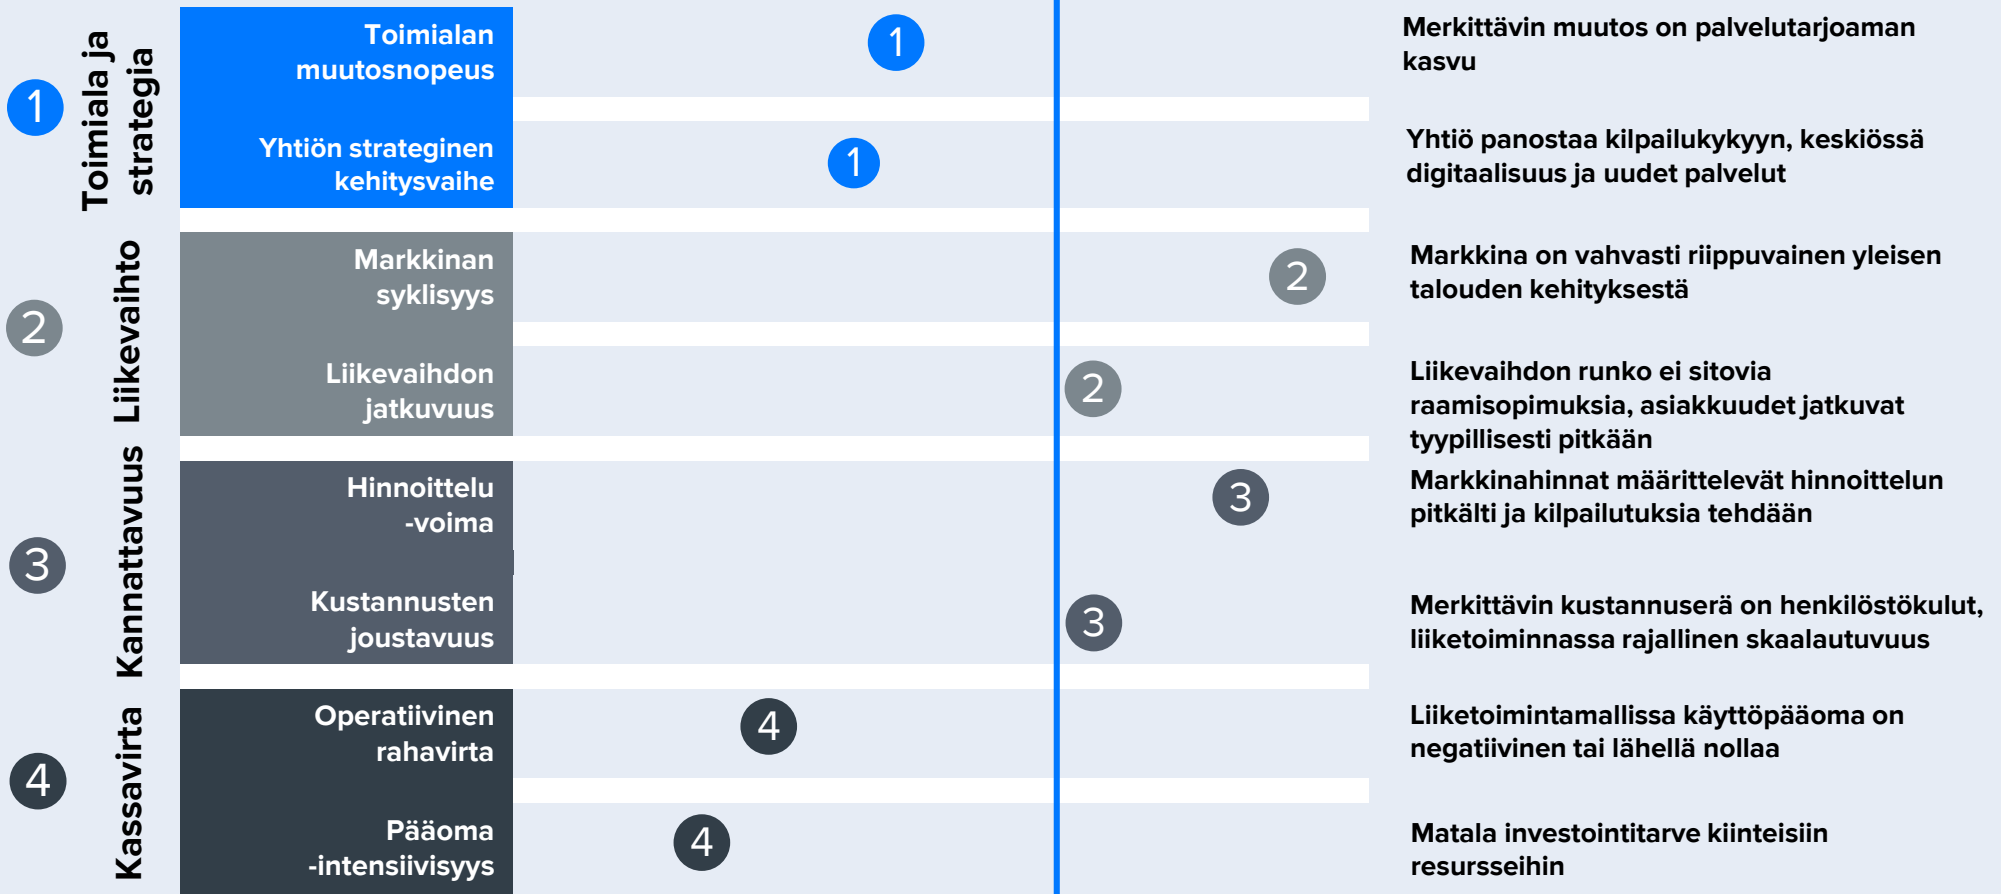 1
Toimiala ja
strategia
Toimialan
muutosnopeus
1
Merkittävin muutos on palvelutarjoaman
kasvu
Yhtiön strateginen
kehitysvaihe
1
Yhtiö panostaa kilpailukykyyn, keskiössä
digitaalisuus ja uudet palvelut
2
Liikevaihto
Markkinan
syklisyys
2
Markkina on vahvasti riippuvainen yleisen
talouden kehityksestä
Liikevaihdon
jatkuvuus
2
Liikevaihdon runko ei sitovia
raamisopimuksia, asiakkuudet jatkuvat
tyypillisesti pitkään
3
Kannattavuus
Hinnoittelu
-voima
3
Markkinahinnat määrittelevät hinnoittelun
pitkälti ja kilpailutuksia tehdään
Kustannusten
joustavuus
3
Merkittävin kustannuserä on henkilöstökulut,
liiketoiminnassa rajallinen skaalautuvuus
4
Kassavirta
Operatiivinen
rahavirta
4
Liiketoimintamallissa käyttöpääoma on
negatiivinen tai lähellä nollaa
Pääoma
-intensiivisyys
4
Matala investointitarve kiinteisiin
resursseihin